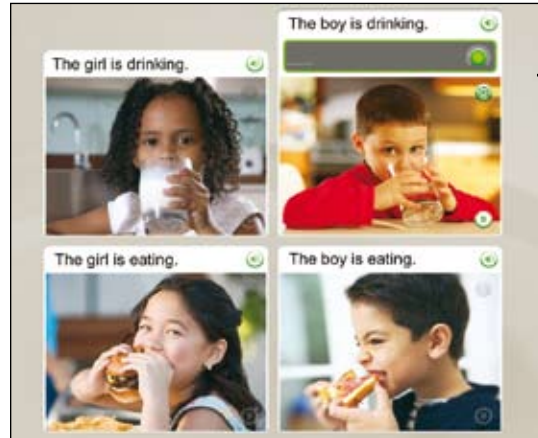 The boy is drinking.
The girl is drinking.
The girl is eating.
The boy is eating.